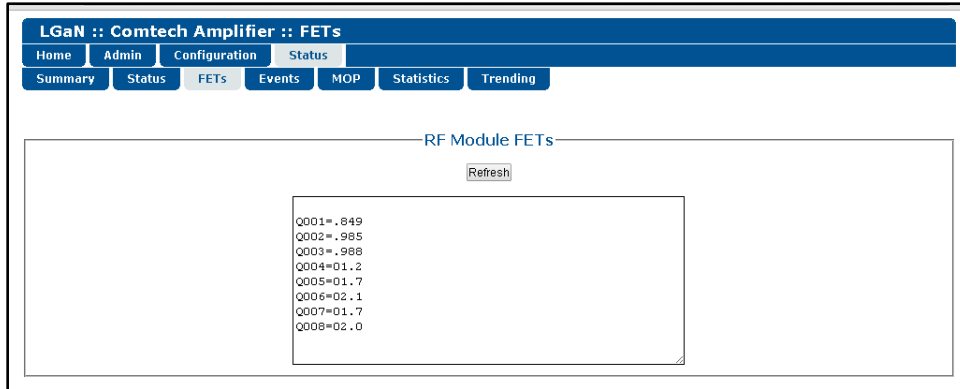 LGaN :: Comtech Amplifier :: FETs
Home Admin Configuration Status
Summary Status FETs Events MOP Statistics Trending
RF Module FETs
Refresh
Q001=.849
Q002=.985
Q003=.988
Q004=01.2
Q005=01.7
Q006=02.1
Q007=01.7
Q008=02.0